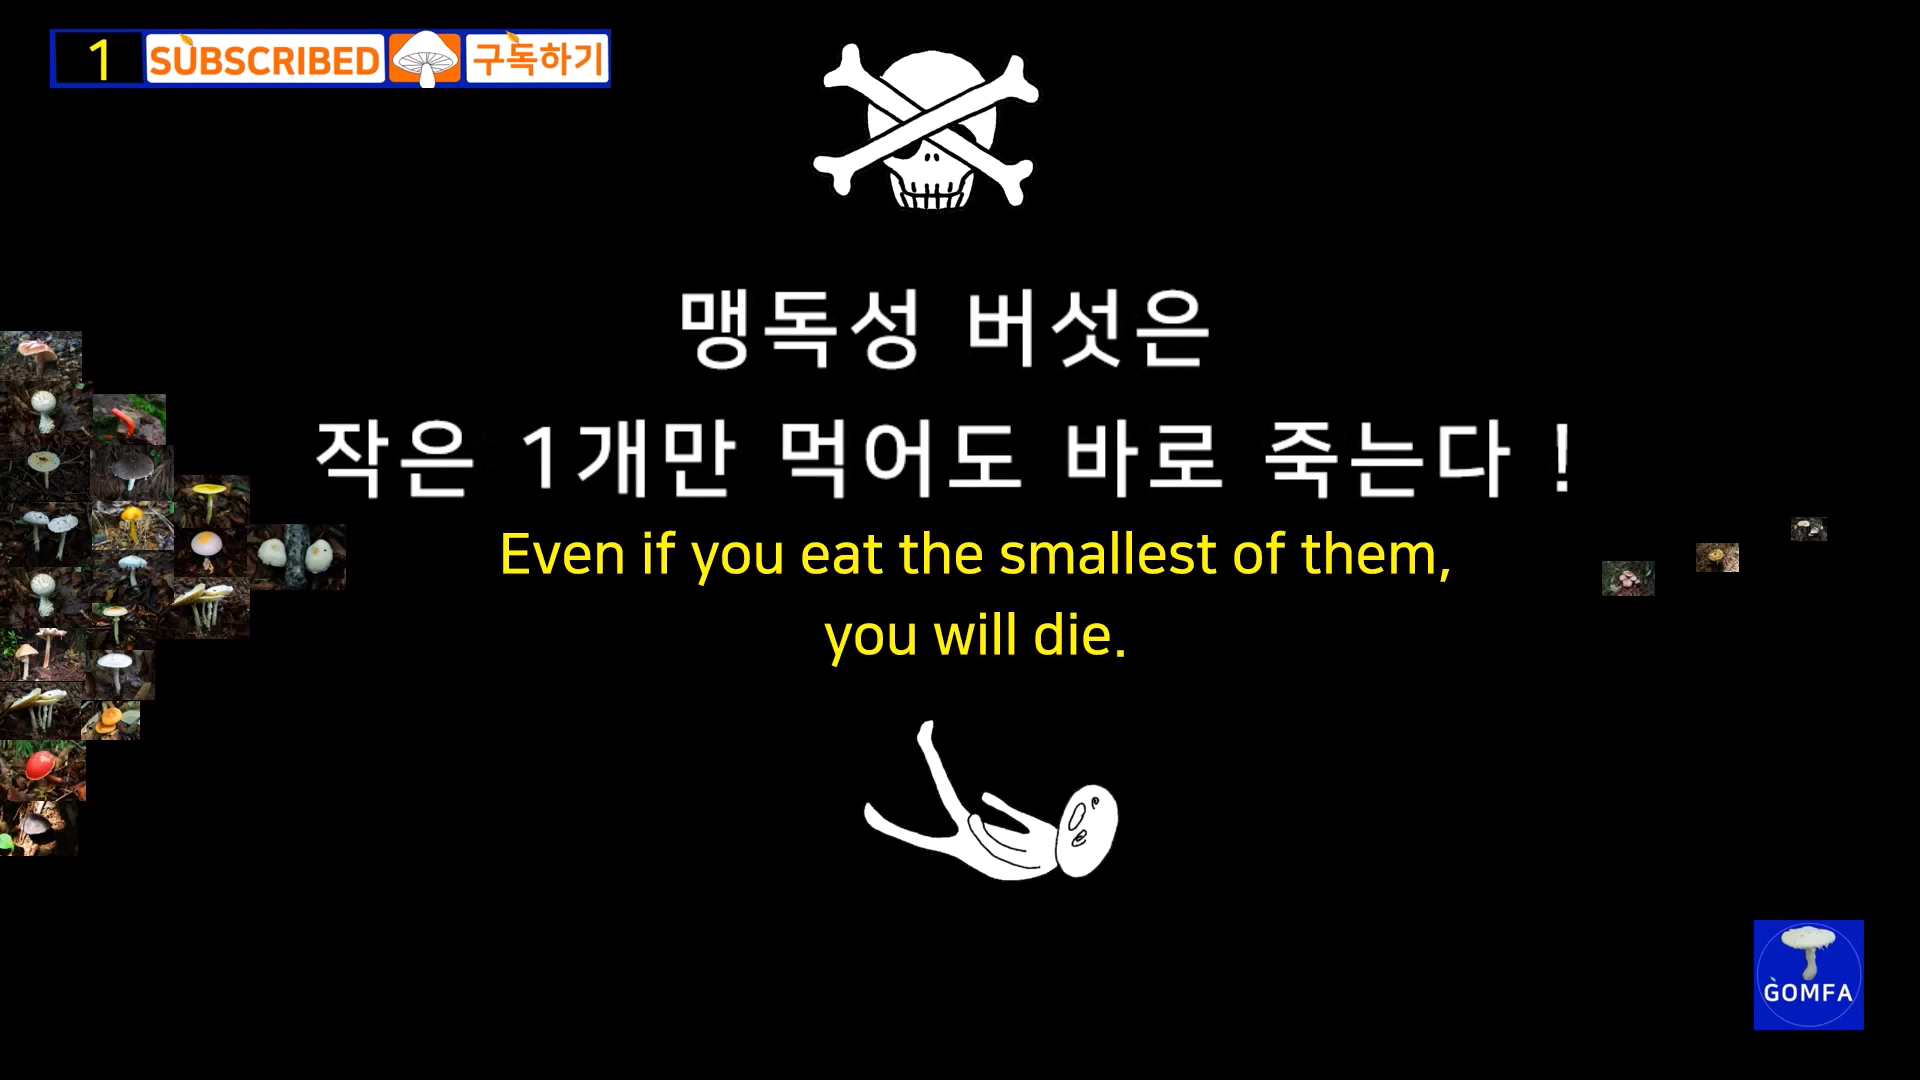 1 SUBSCRIBED 구독하기
맹독성 버섯은
작은 1개만 먹어도 바로 죽는다 !
Even if you eat the smallest of them,
you will die.
GOMFA